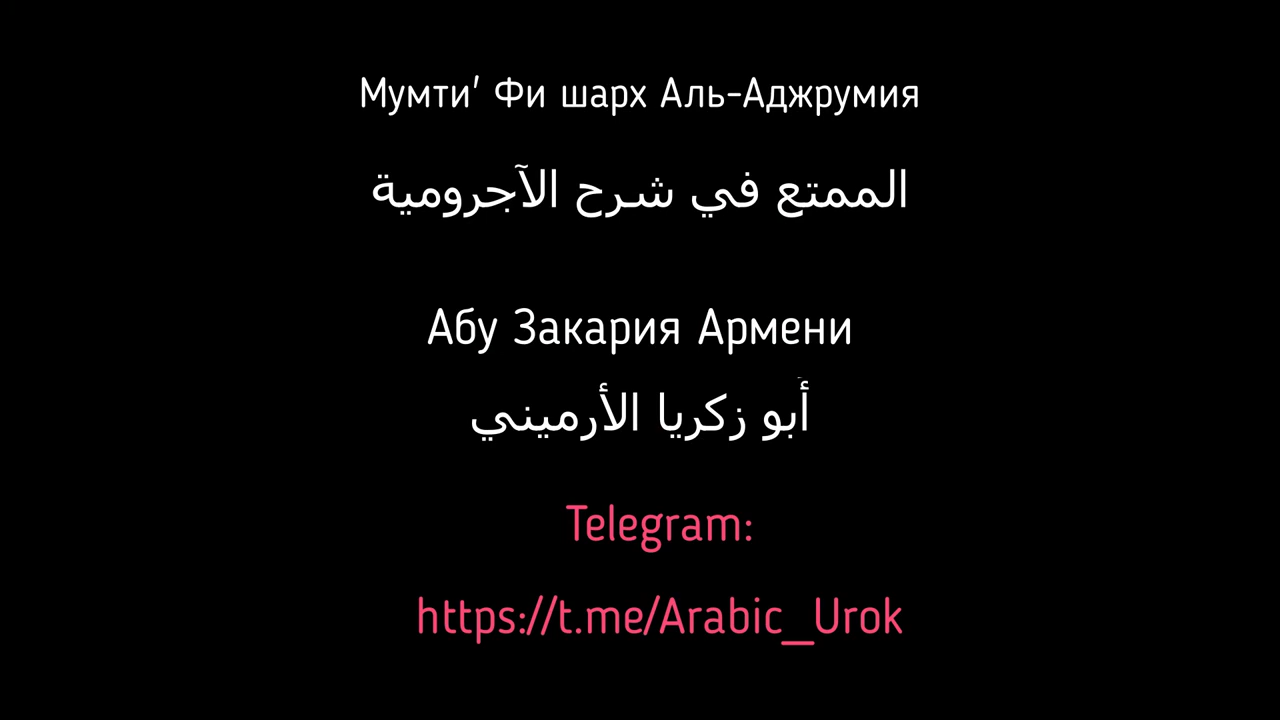 Мумти' Фи шарх Аль-Аджрумия
الممتع في شرح الآجرومية
Абу Закария Армени
أبو زكريا الأرميني
Telegram:
https://t.me/Arabic_Urok